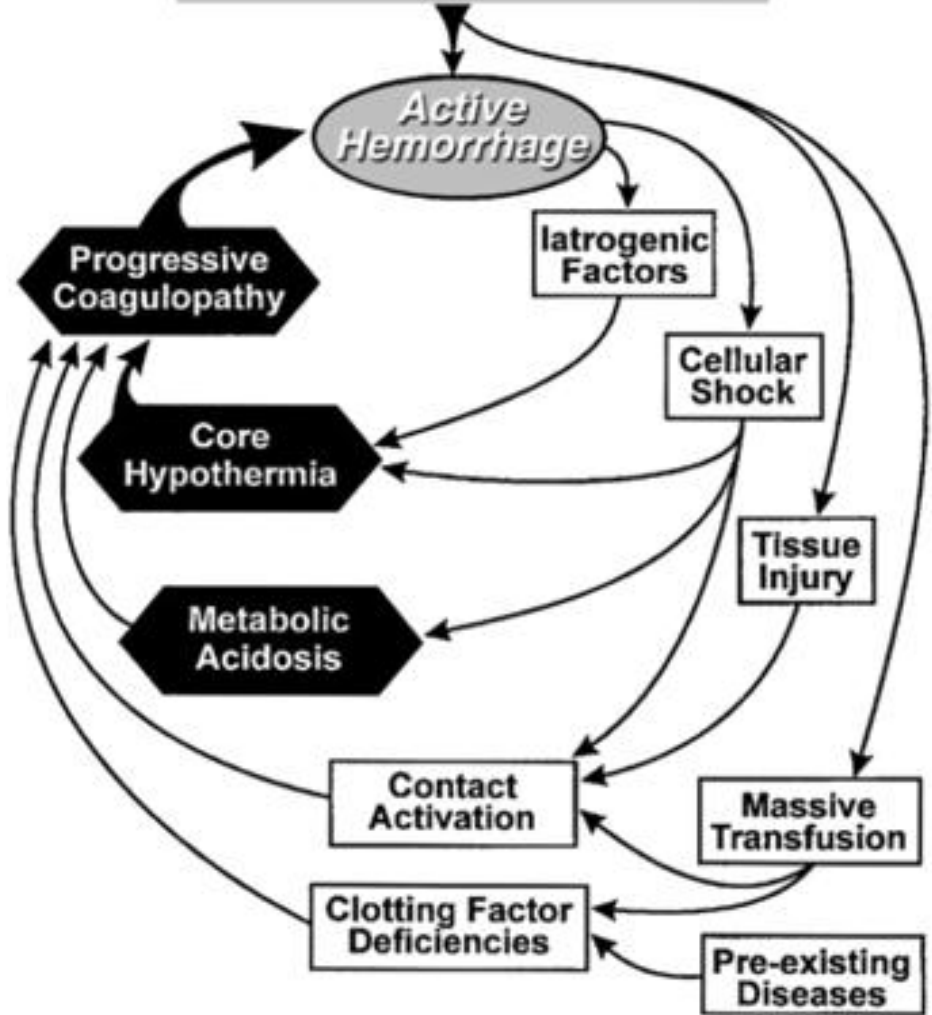 Active
Hemorrhage
Iatrogenic
Factors
Progressive
Coagulopathy
Cellular
Shock
Core
Hypothermia
Tissue
Injury
Metabolic
Acidosis
Contact
Activation
Massive
Transfusion
Clotting Factor
Deficiencies
Pre-existing
Diseases